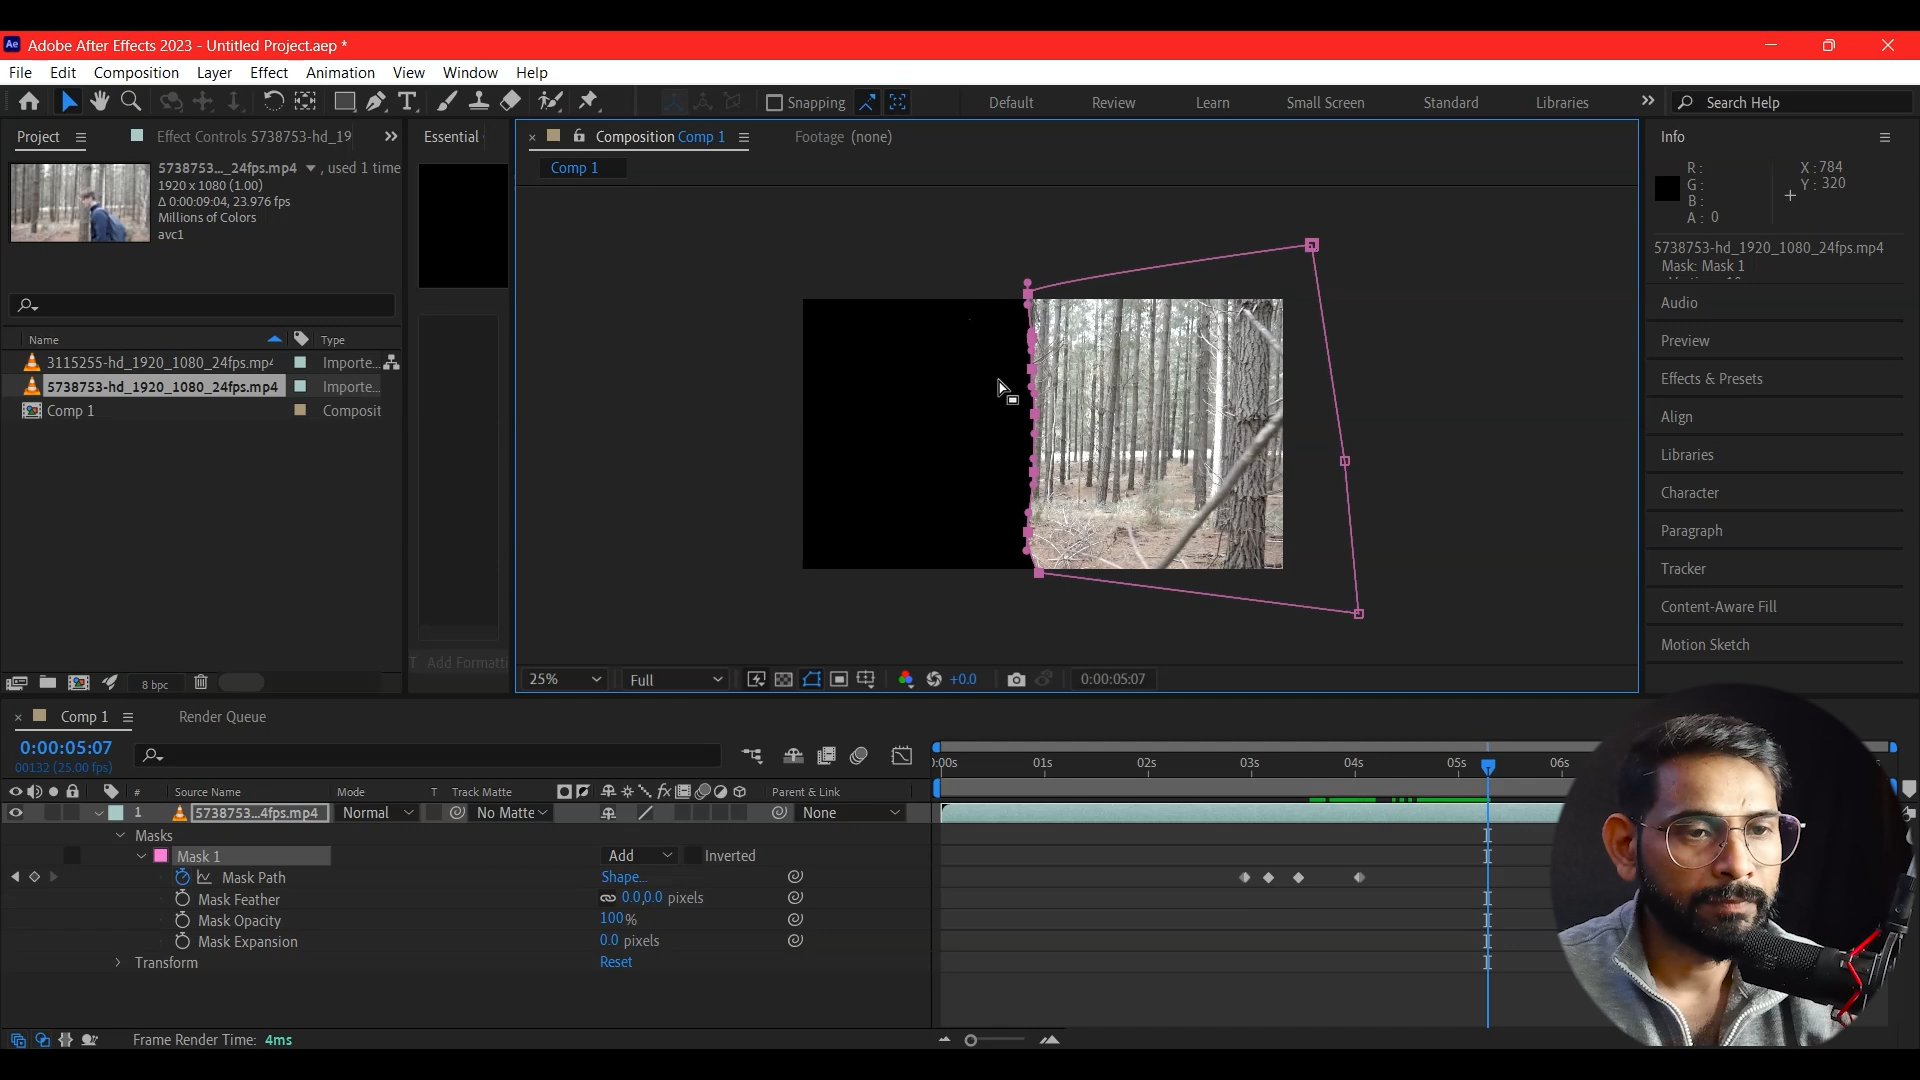 Ae Adobe After Effects 2023 - Untitled Project.aep *
File Edit Composition Layer Effect Animation View Window Help
Snapping Default Review Learn Small Screen Standard Libraries Search Help
Project Effect Controls 5738753-hd_19 Essential Composition Comp 1 Footage (none) Info
Comp 1
5738753..._24fps.mp4 , used 1 time
1920 x 1080 (1.00)
Δ 0:00:09:04, 23.976 fps
Millions of Colors
avc1
R : X : 784
G : Y : 320
B :
A : 0
5738753-hd_1920_1080_24fps.mp4
Mask: Mask 1
Name Type
3115255-hd_1920_1080_24fps.mp4 Importe...
5738753-hd_1920_1080_24fps.mp4 Importe...
Comp 1 Composit
Audio
Preview
Effects & Presets
Align
Libraries
Character
Paragraph
Tracker
Content-Aware Fill
Motion Sketch
T Add Formatti
8 bpc
25% Full +0.0 0:00:05:07
Comp 1 Render Queue
0:00:05:07
00132 (25.00 fps)
):00s 01s 02s 03s 04s 05s 06s
# Source Name Mode T Track Matte Parent & Link
1 5738753...4fps.mp4 Normal No Matte None
Masks
Mask 1 Add Inverted
Mask Path Shape...
Mask Feather 0.0,0.0 pixels
Mask Opacity 100%
Mask Expansion 0.0 pixels
Transform Reset
Frame Render Time: 4ms